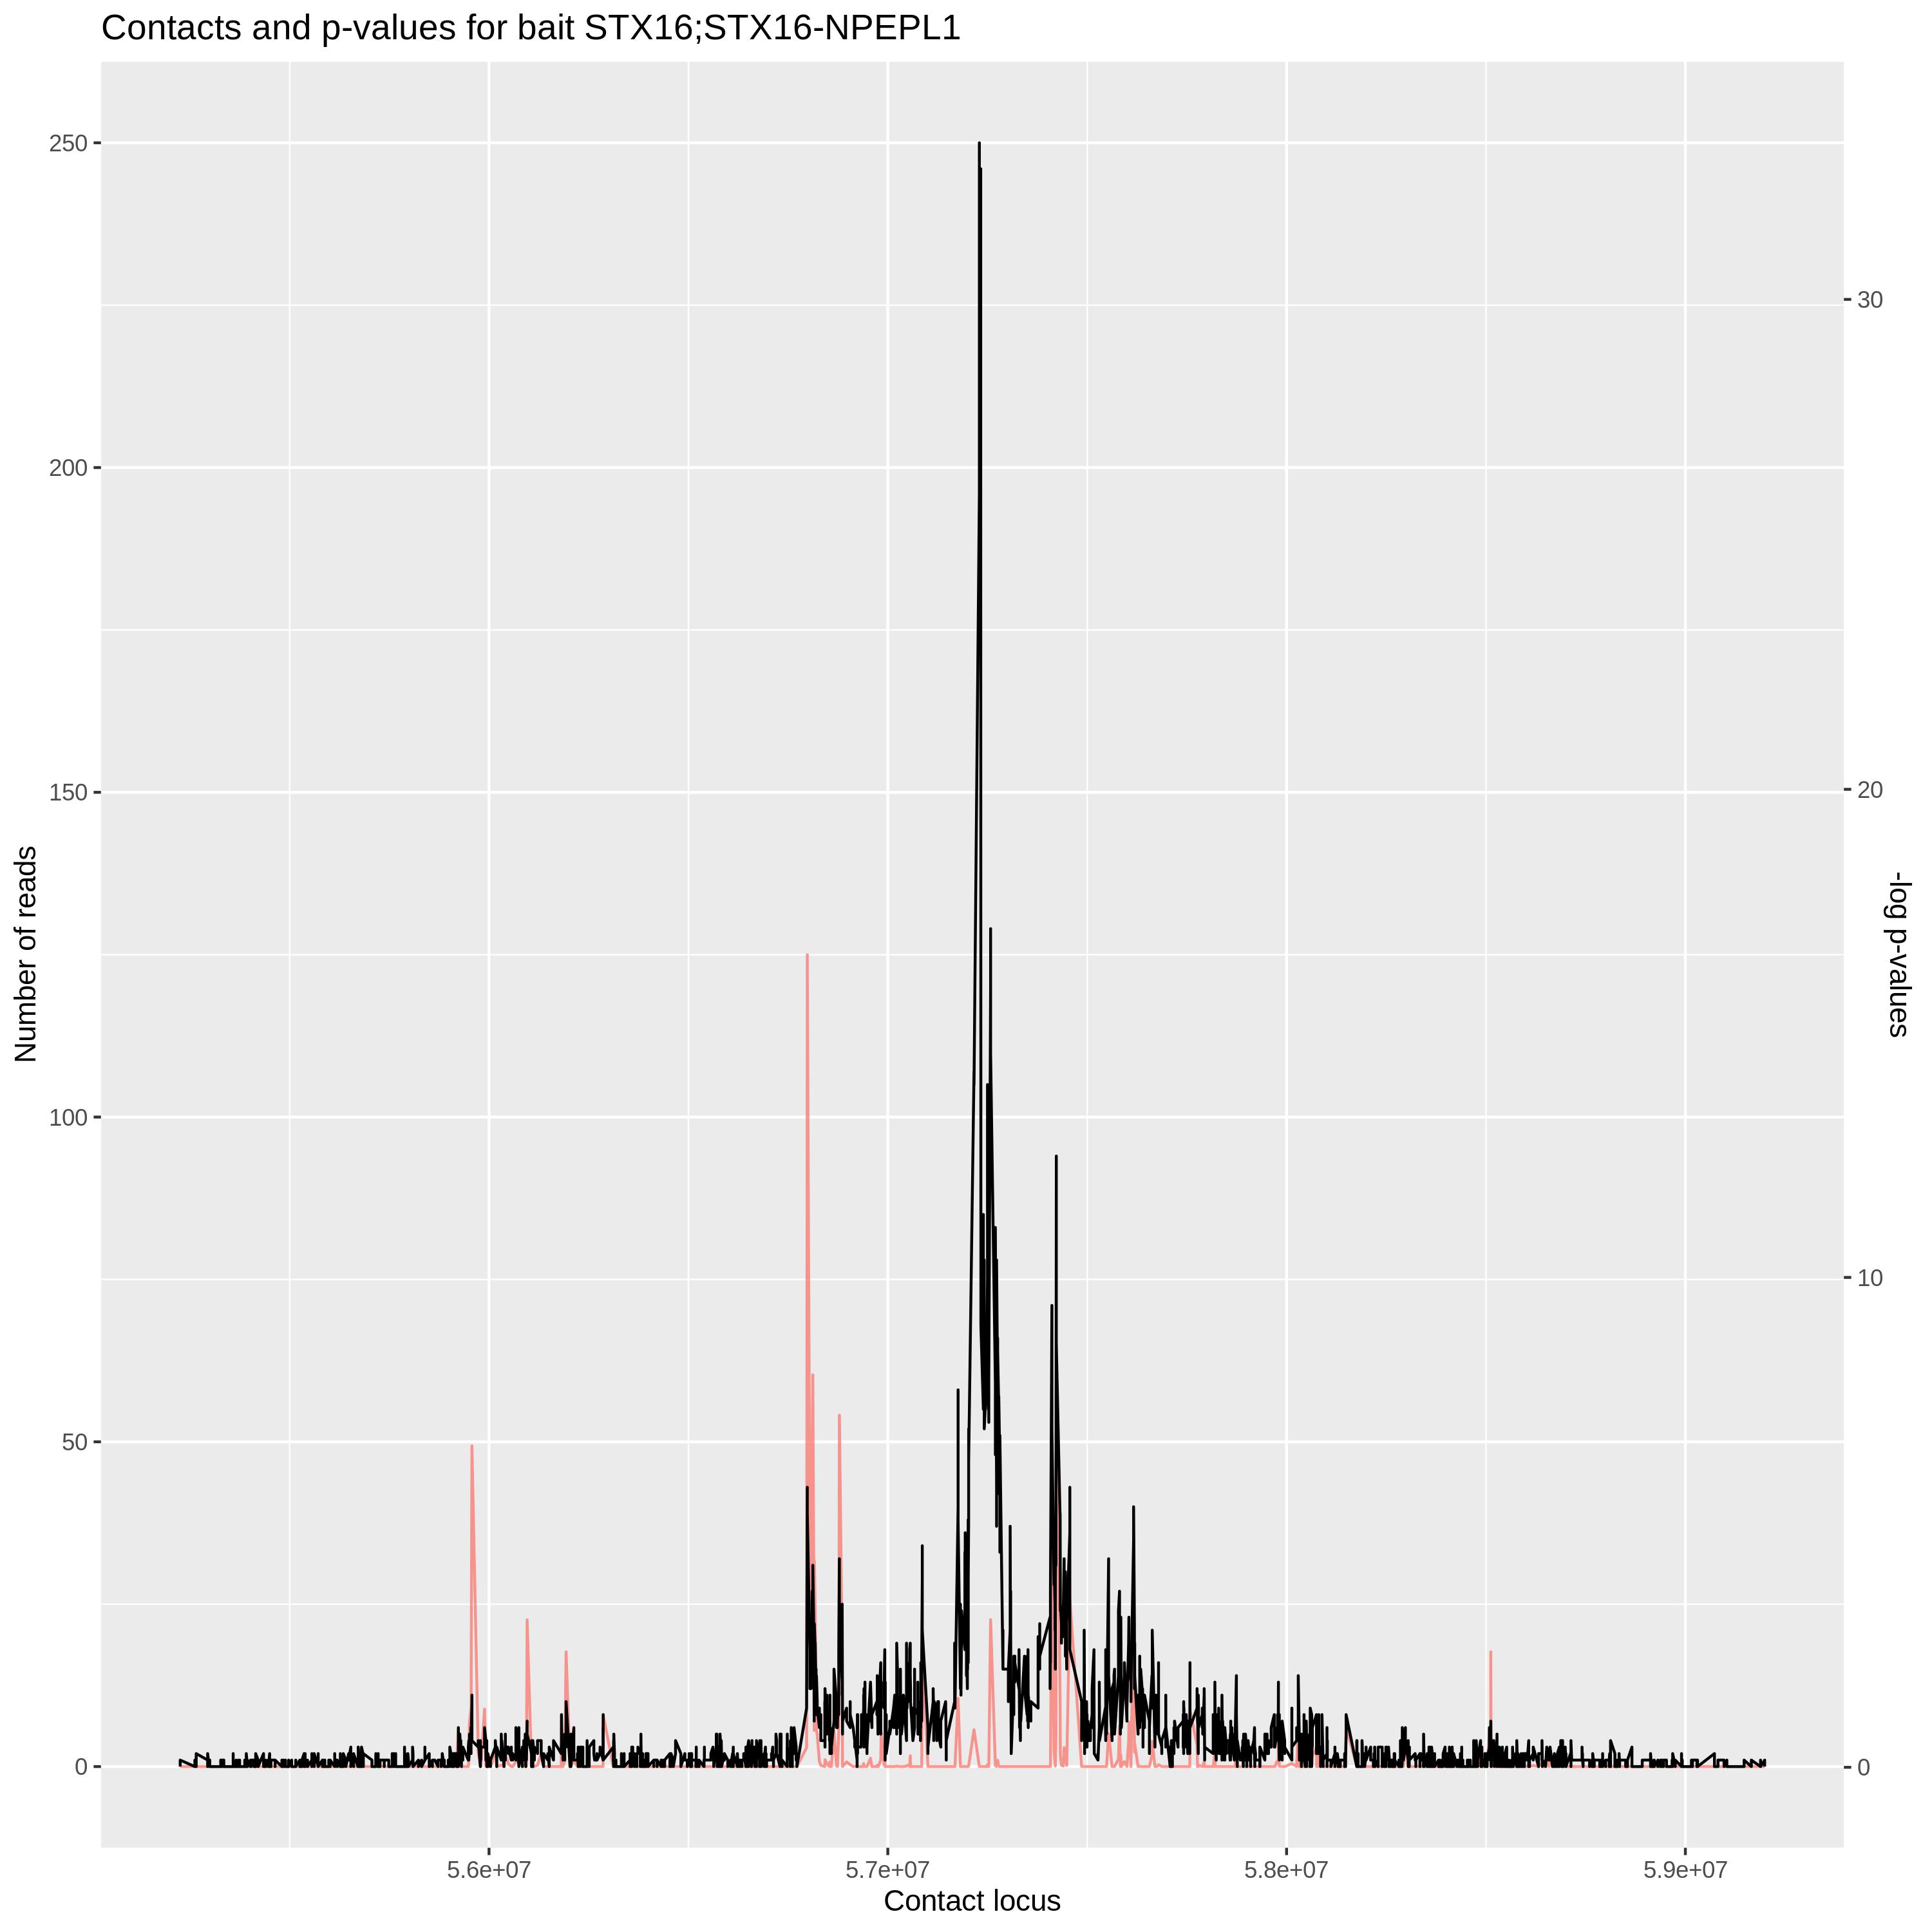 Contacts and p-values for bait STX16;STX16-NPEPL1
250
200
150
100
50
0
Number of reads
30
20
10
0
-log p-values
5.6e+07
5.7e+07
5.8e+07
5.9e+07
Contact locus